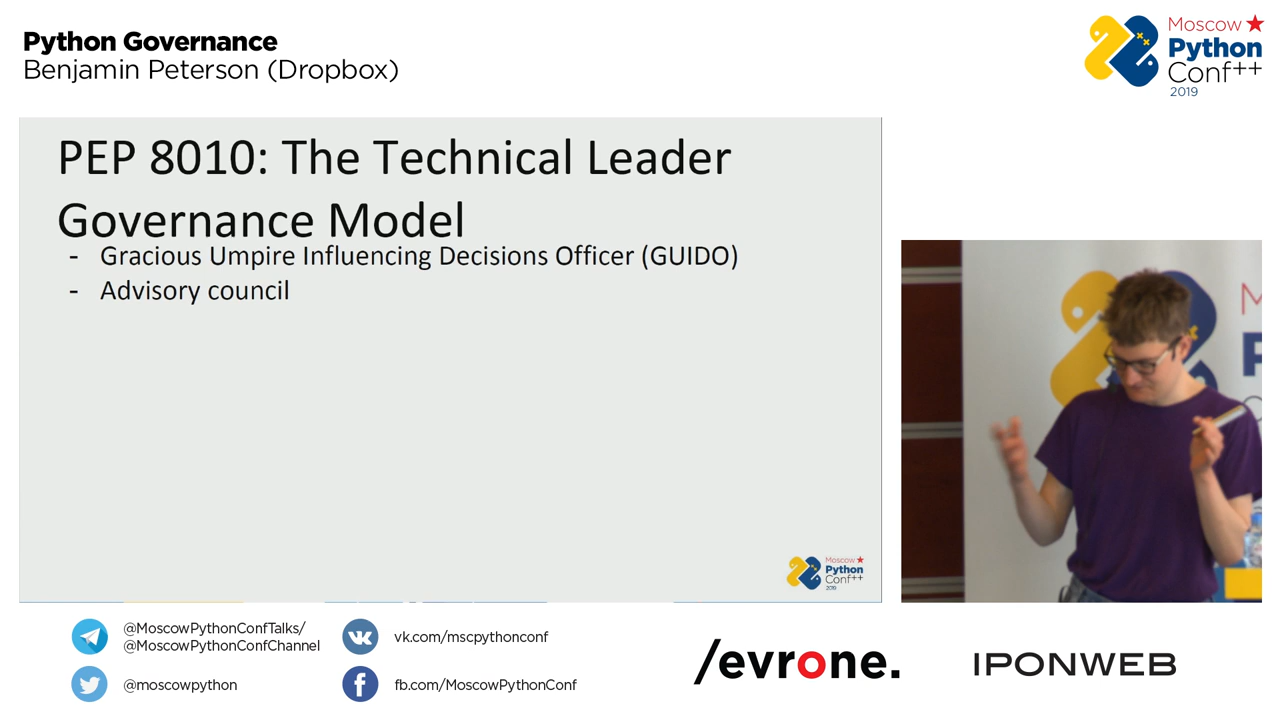 Python Governance
Benjamin Peterson (Dropbox)
Moscow
Python
Conf++
2019
PEP 8010: The Technical Leader
Governance Model
- Gracious Umpire Influencing Decisions Officer (GUIDO)
- Advisory council
Moscow
Python
Conf++
2019
@MoscowPythonConfTalks/
@MoscowPythonConfChannel
vk.com/mscpythonconf
@moscowpython
fb.com/MoscowPythonConf
/evrone.
IPONWEB